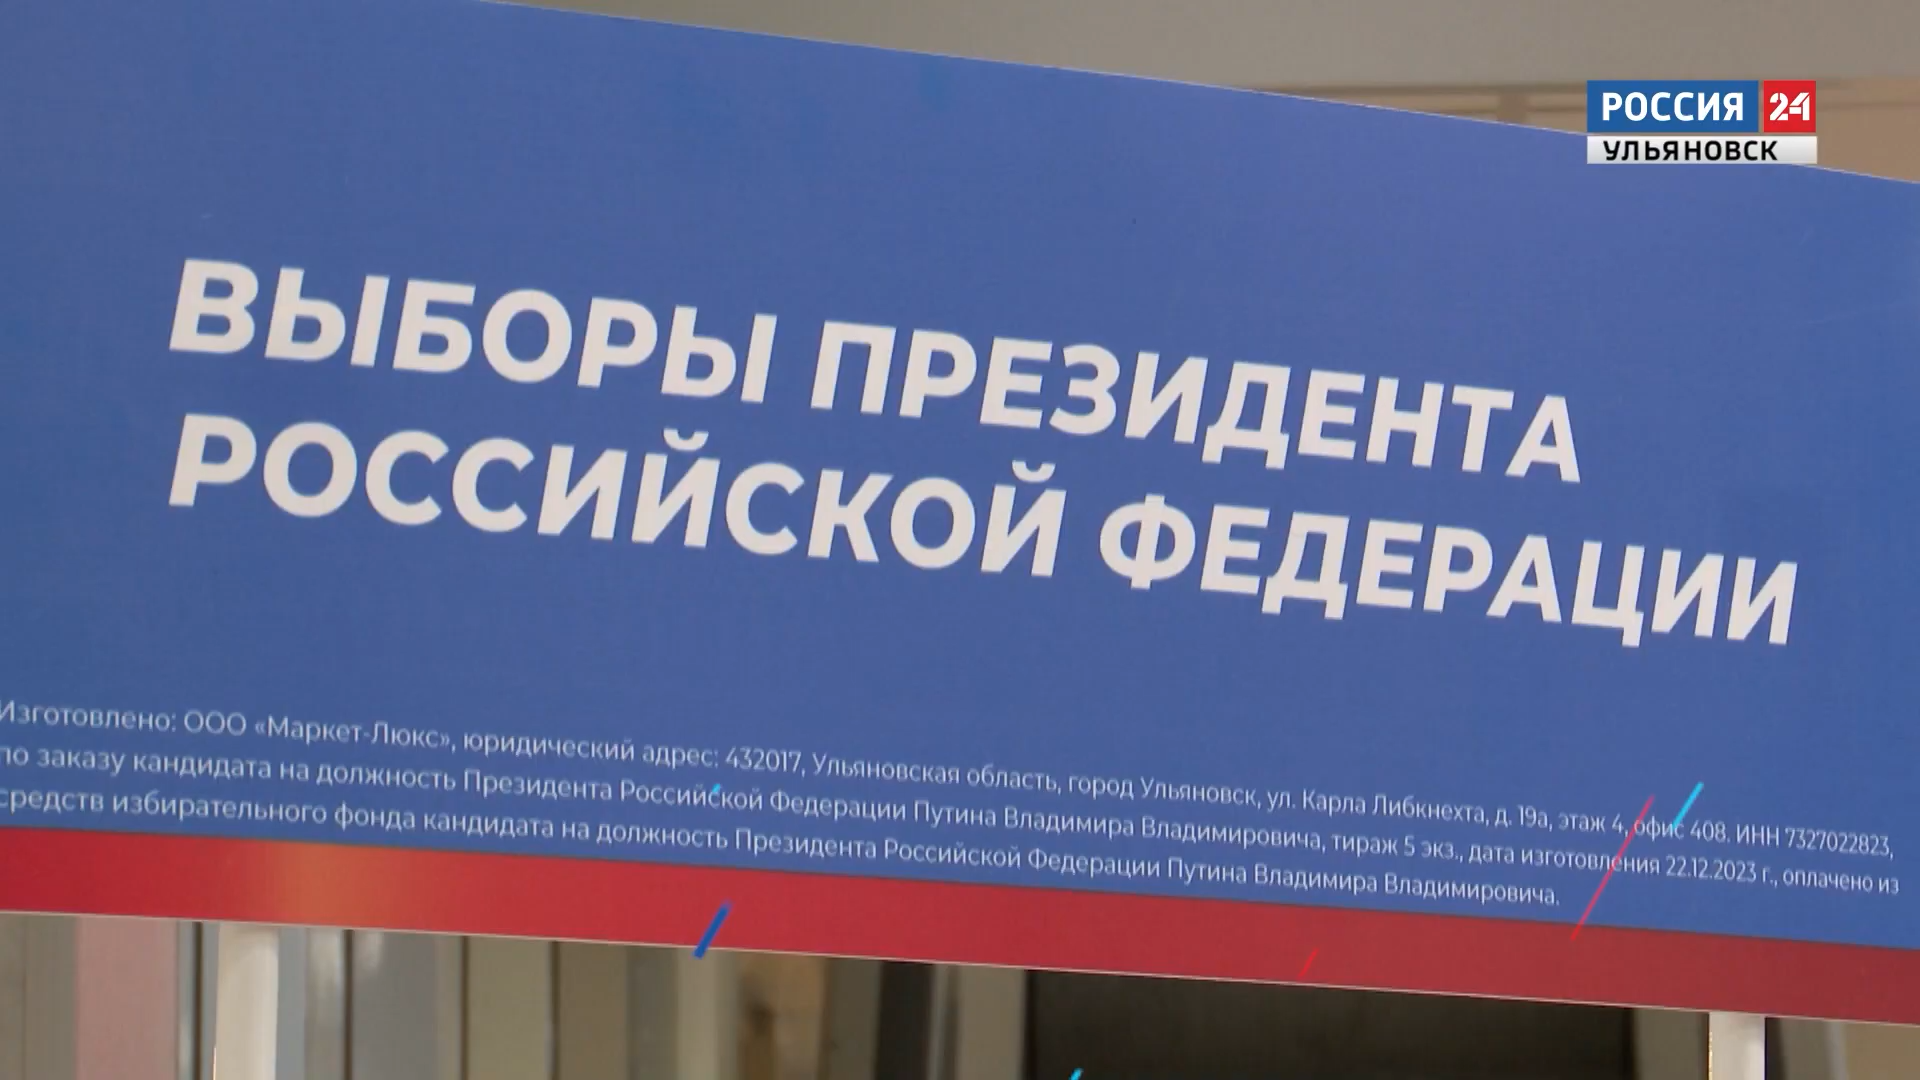 РОССИЯ 24
УЛЬЯНОВСК
ВЫБОРЫ ПРЕЗИДЕНТА
РОССИЙСКОЙ ФЕДЕРАЦИИ
Изготовлено: ООО «Маркет-Люкс», юридический адрес: 432017, Ульяновская область, город Ульяновск, ул. Карла Либкнехта, д. 19а, этаж 4, офис 408. ИНН 7327022823,
по заказу кандидата на должность Президента Российской Федерации Путина Владимира Владимировича, тираж 5 экз., дата изготовления 22.12.2023 г., оплачено из
средств избирательного фонда кандидата на должность Президента Российской Федерации Путина Владимира Владимировича.